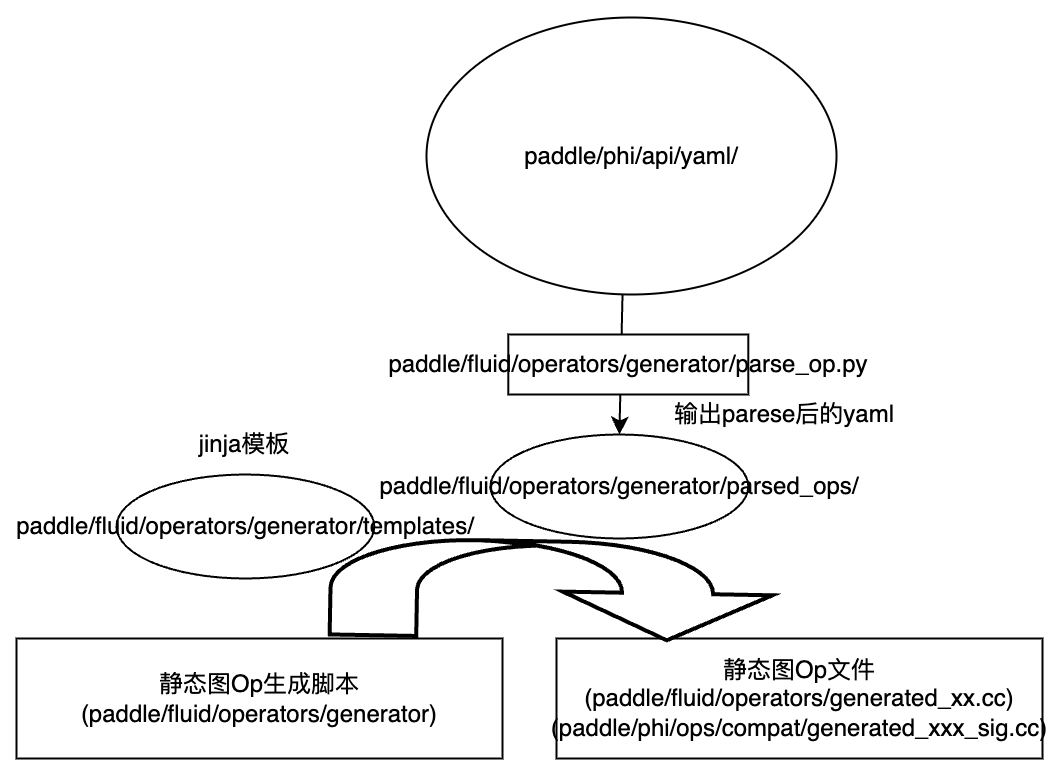 paddle/phi/api/yaml/
paddle/fluid/operators/generator/parse_op.py
输出parese后的yaml
jinja模板
paddle/fluid/operators/generator/parsed_ops/
paddle/fluid/operators/generator/templates/
静态图Op生成脚本
(paddle/fluid/operators/generator)
静态图Op文件
(paddle/fluid/operators/generated_xx.cc)
(paddle/phi/ops/compat/generated_xxx_sig.cc)